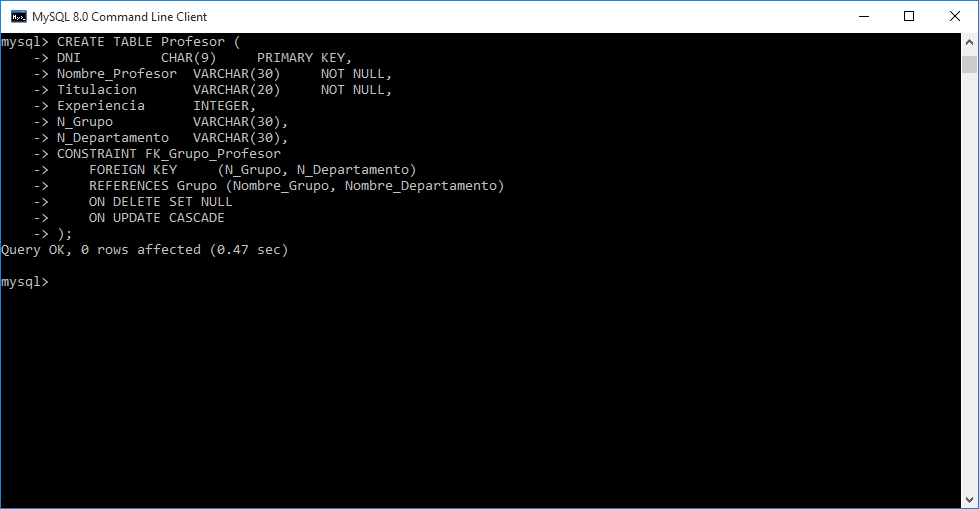 MySQL 8.0 Command Line Client
mysql> CREATE TABLE Profesor (
    -> DNI          CHAR(9)     PRIMARY KEY,
    -> Nombre_Profesor  VARCHAR(30)     NOT NULL,
    -> Titulacion       VARCHAR(20)     NOT NULL,
    -> Experiencia      INTEGER,
    -> N_Grupo          VARCHAR(30),
    -> N_Departamento   VARCHAR(30),
    -> CONSTRAINT FK_Grupo_Profesor
    ->     FOREIGN KEY     (N_Grupo, N_Departamento)
    ->     REFERENCES Grupo (Nombre_Grupo, Nombre_Departamento)
    ->     ON DELETE SET NULL
    ->     ON UPDATE CASCADE
    -> );
Query OK, 0 rows affected (0.47 sec)
mysql>